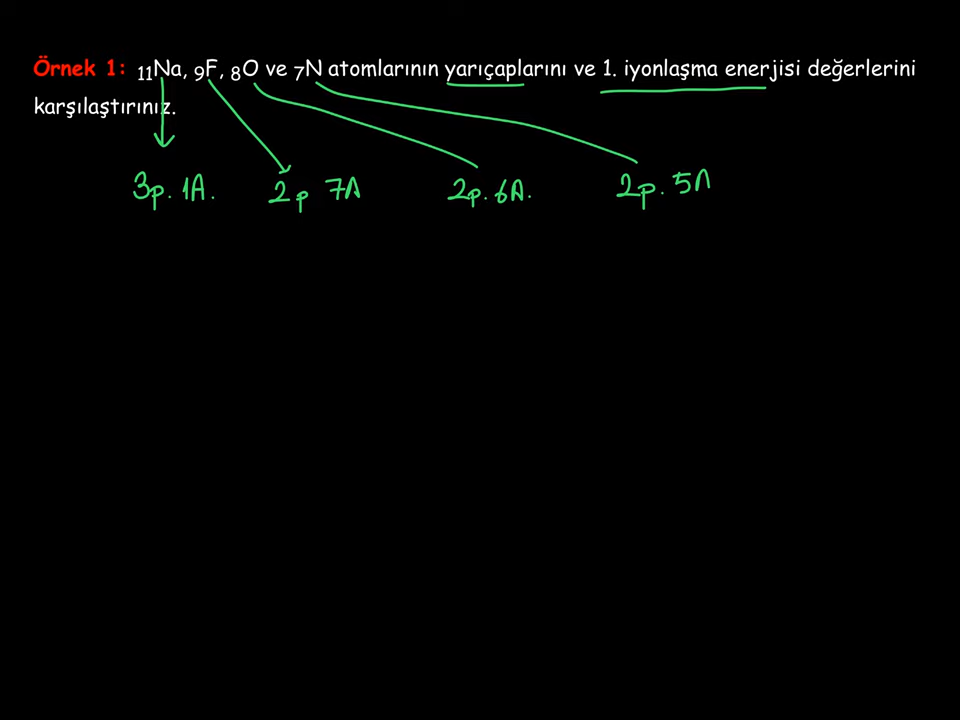 Örnek 1: ₁₁Na, ₉F, ₈O ve ₇N atomlarının yarıçaplarını ve 1. iyonlaşma enerjisi değerlerini
karşılaştırınız.
3p. 1A. 2p 7A 2p. 6A. 2p. 5A